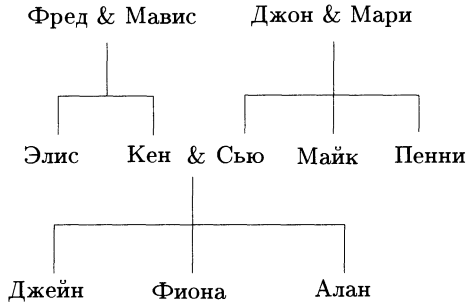 Фред & Мавис Джон & Мари
Элис Кен & Сью Майк Пенни
Джейн Фиона Алан